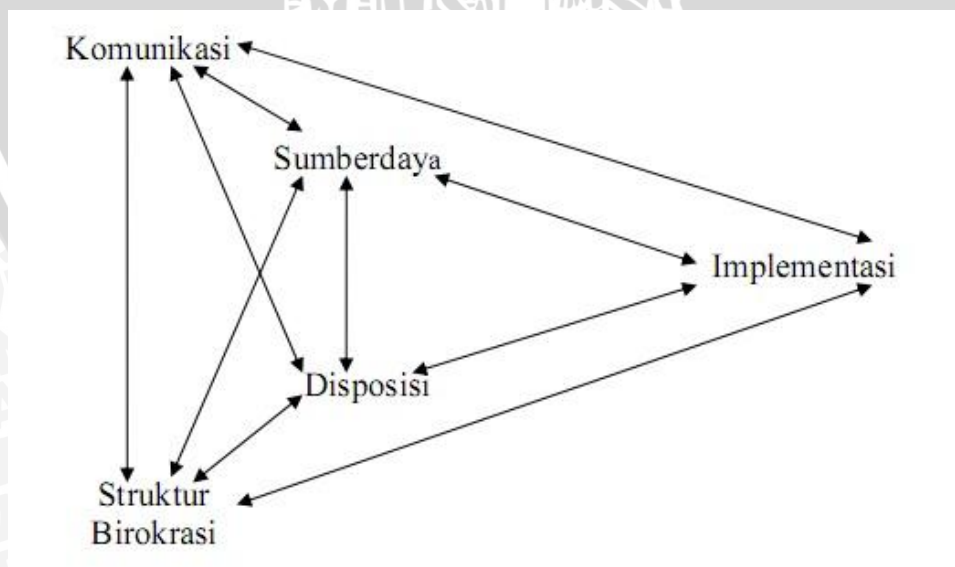 Komunikasi
Sumberdaya
Implementasi
Disposisi
Struktur
Birokrasi